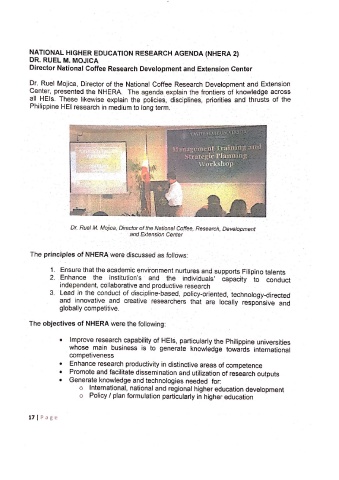 NATIONAL HIGHER EDUCATION RESEARCH AGENDA (NHERA 2)
DR. RUEL M. MOJICA
Director National Coffee Research Development and Extension Center
Dr. Ruel Mojica, Director of the National Coffee Research Development and Extension
Center, presented the NHERA. The agenda explain the frontiers of knowledge across
all HEIs. These likewise explain the policies, disciplines, priorities and thrusts of the
Philippine HEI research in medium to long term.
Management Training and
Strategic Planning
Workshop
Dr. Ruel M. Mojica, Director of the National Coffee, Research, Development
and Extension Center
The principles of NHERA were discussed as follows:
1. Ensure that the academic environment nurtures and supports Filipino talents
2. Enhance the institution's and the individuals' capacity to conduct
independent, collaborative and productive research
3. Lead in the conduct of discipline-based, policy-oriented, technology-directed
and innovative and creative researchers that are locally responsive and
globally competitive.
The objectives of NHERA were the following:
• Improve research capability of HEIs, particularly the Philippine universities
whose main business is to generate knowledge towards international
competiveness
• Enhance research productivity in distinctive areas of competence
• Promote and facilitate dissemination and utilization of research outputs
• Generate knowledge and technologies needed for:
o International, national and regional higher education development
o Policy / plan formulation particularly in higher education
17 | Page